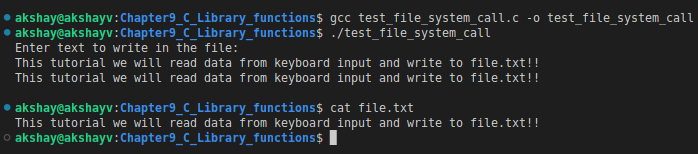 akshay@akshayv:Chapter9_C_Library_functions$ gcc test_file_system_call.c -o test_file_system_call
akshay@akshayv:Chapter9_C_Library_functions$ ./test_file_system_call
Enter text to write in the file:
This tutorial we will read data from keyboard input and write to file.txt!!
This tutorial we will read data from keyboard input and write to file.txt!!
akshay@akshayv:Chapter9_C_Library_functions$ cat file.txt
This tutorial we will read data from keyboard input and write to file.txt!!
akshay@akshayv:Chapter9_C_Library_functions$